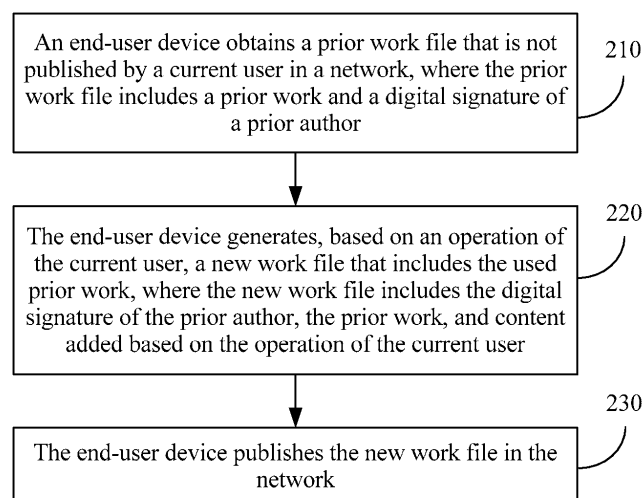 An end-user device obtains a prior work file that is not
published by a current user in a network, where the prior
work file includes a prior work and a digital signature of
a prior author
210
The end-user device generates, based on an operation of
the current user, a new work file that includes the used
prior work, where the new work file includes the digital
signature of the prior author, the prior work, and content
added based on the operation of the current user
220
The end-user device publishes the new work file in the
network
230